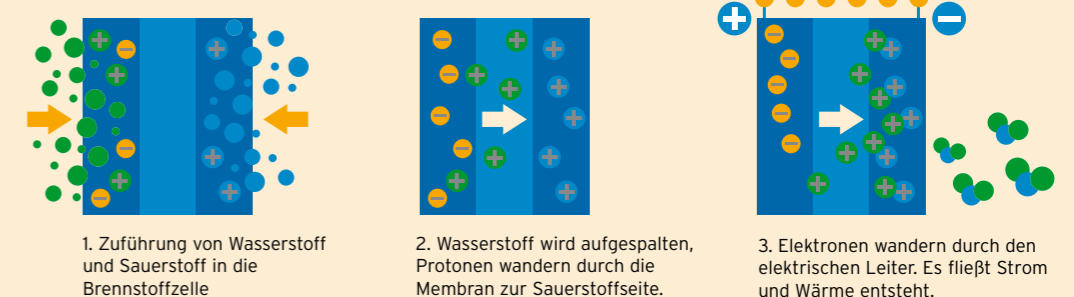 1. Zuführung von Wasserstoff
und Sauerstoff in die
Brennstoffzelle
2. Wasserstoff wird aufgespalten,
Protonen wandern durch die
Membran zur Sauerstoffseite.
3. Elektronen wandern durch den
elektrischen Leiter. Es fließt Strom
und Wärme entsteht.